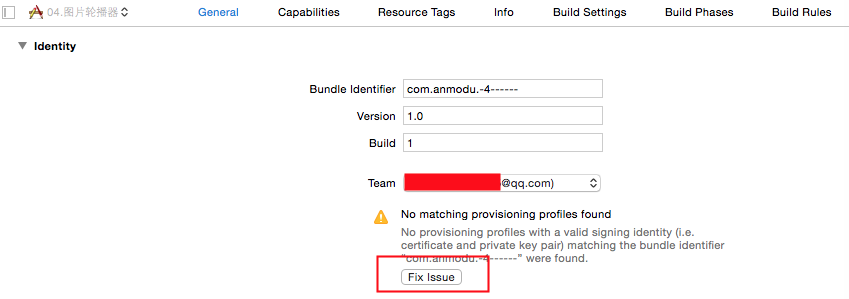 04.图片轮播器 General Capabilities Resource Tags Info Build Settings Build Phases Build Rules
Identity
Bundle Identifier com.anmodu.-4------
Version 1.0
Build 1
Team @qq.com)
No matching provisioning profiles found
No provisioning profiles with a valid signing identity (i.e.
certificate and private key pair) matching the bundle identifier
"com.anmodu.-4------" were found.
Fix Issue